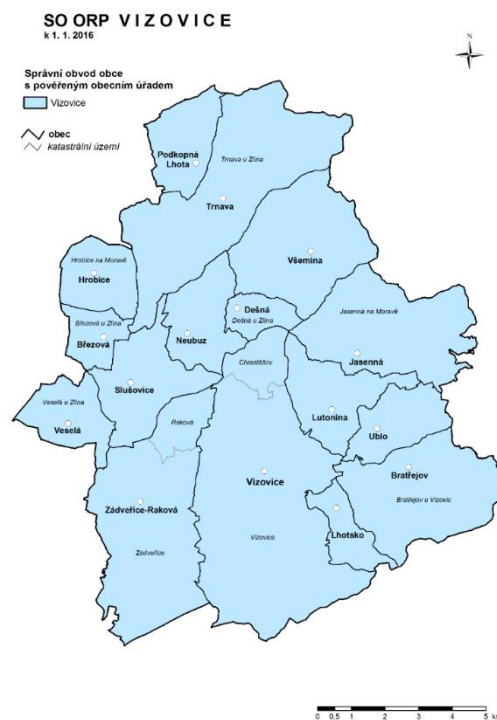 SO ORP VIZOVICE
k 1. 1. 2016
N
Správní obvod obce
s pověřeným obecním úřadem
Vizovice
obec
katastrální území
Podkopná
Lhota
Trnava u Zlína
Trnava
Všemina
Hrobice na Moravě
Hrobice
Dešná
Dešná u Zlína
Jasenná na Moravě
Březová u Zlína
Březová
Neubuz
Chrastěšov
Jasenná
Slušovice
Veselá u Zlína
Veselá
Raková
Lutonina
Ublo
Vizovice
Bratřejov
Bratřejov u Vizovic
Zádveřice-Raková
Lhotsko
Vizovice
Zádveřice
0 0,5 1 2 3 4 5